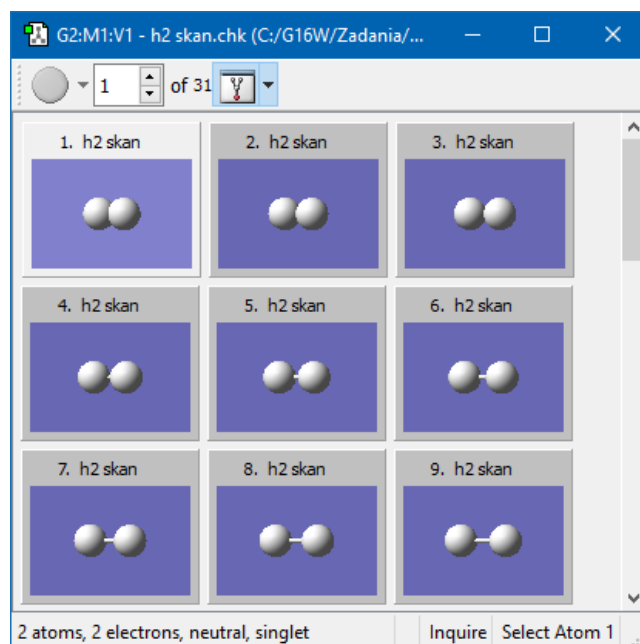 G2:M1:V1 - h2 skan.chk (C:/G16W/Zadania/...
1 of 31
1. h2 skan 2. h2 skan 3. h2 skan
4. h2 skan 5. h2 skan 6. h2 skan
7. h2 skan 8. h2 skan 9. h2 skan
2 atoms, 2 electrons, neutral, singlet Inquire Select Atom 1